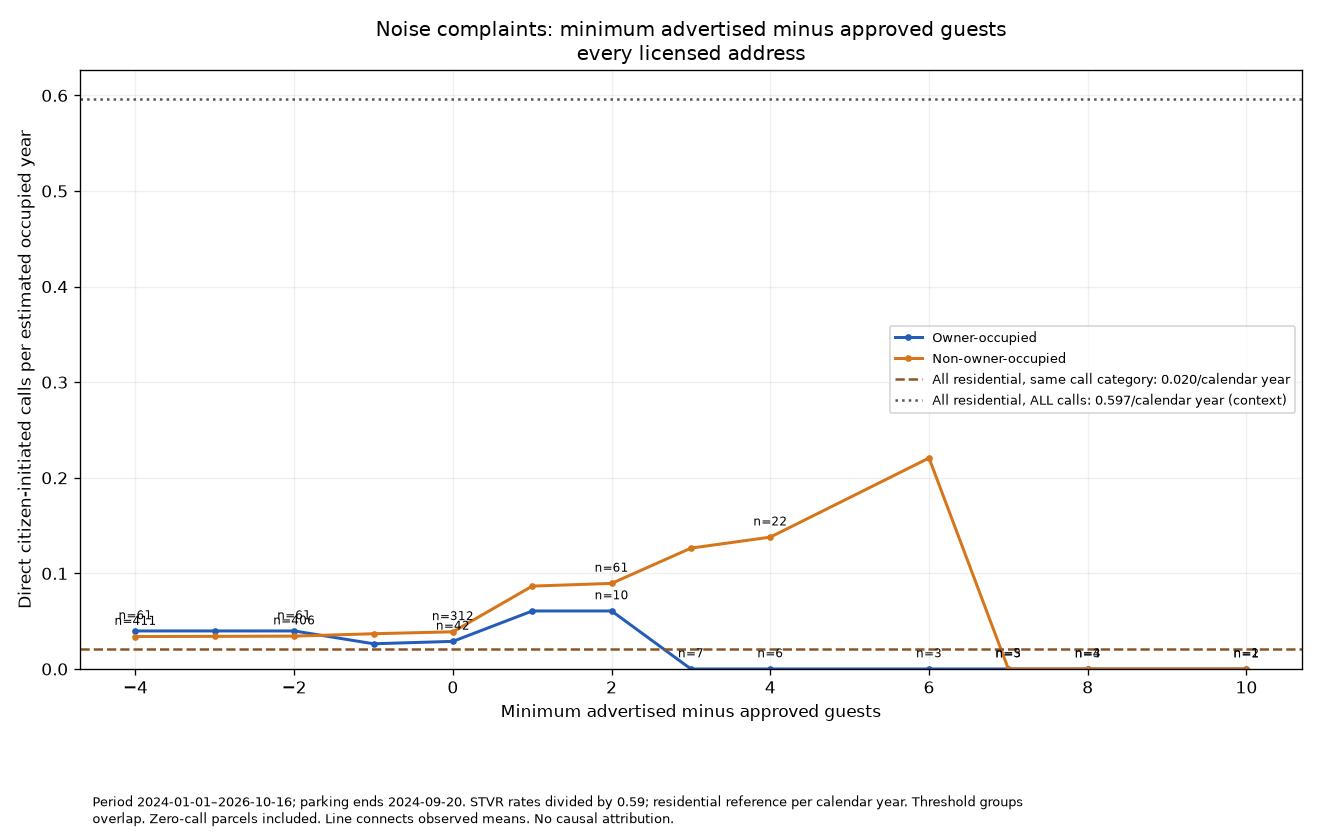 Noise complaints: minimum advertised minus approved guests
every licensed address
Direct citizen-initiated calls per estimated occupied year
0.6
0.5
0.4
0.3
0.2
0.1
0.0
Owner-occupied
Non-owner-occupied
All residential, same call category: 0.020/calendar year
All residential, ALL calls: 0.597/calendar year (context)
n=61
n=411
n=61
n=406
n=312
n=42
n=61
n=10
n=22
n=7
n=6
n=3
−4
−2
0
2
4
6
8
10
Minimum advertised minus approved guests
Period 2024-01-01–2026-10-16; parking ends 2024-09-20. STVR rates divided by 0.59; residential reference per calendar year. Threshold groups
overlap. Zero-call parcels included. Line connects observed means. No causal attribution.